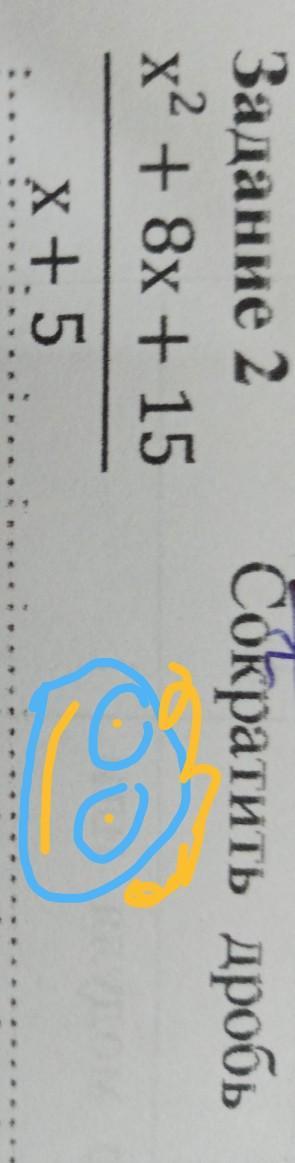 Задание 2 Сократить дробь
x² + 8x + 15
x + 5